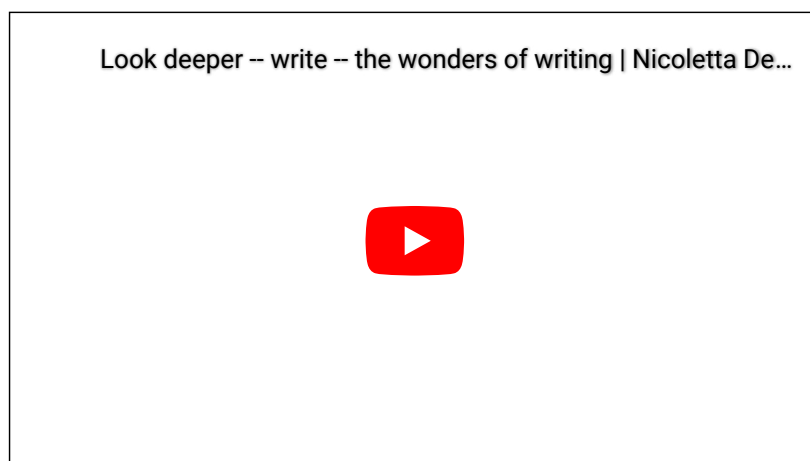 Look deeper -- write -- the wonders of writing | Nicoletta De...